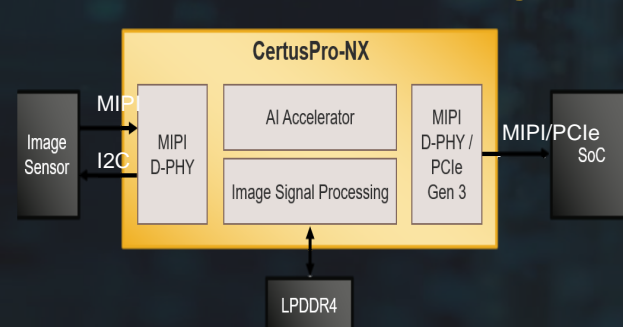 CertusPro-NX
MIPI
I2C
Image
Sensor
MIPI
D-PHY
AI Accelerator
Image Signal Processing
MIPI
D-PHY /
PCIe
Gen 3
MIPI/PCIe
SoC
LPDDR4